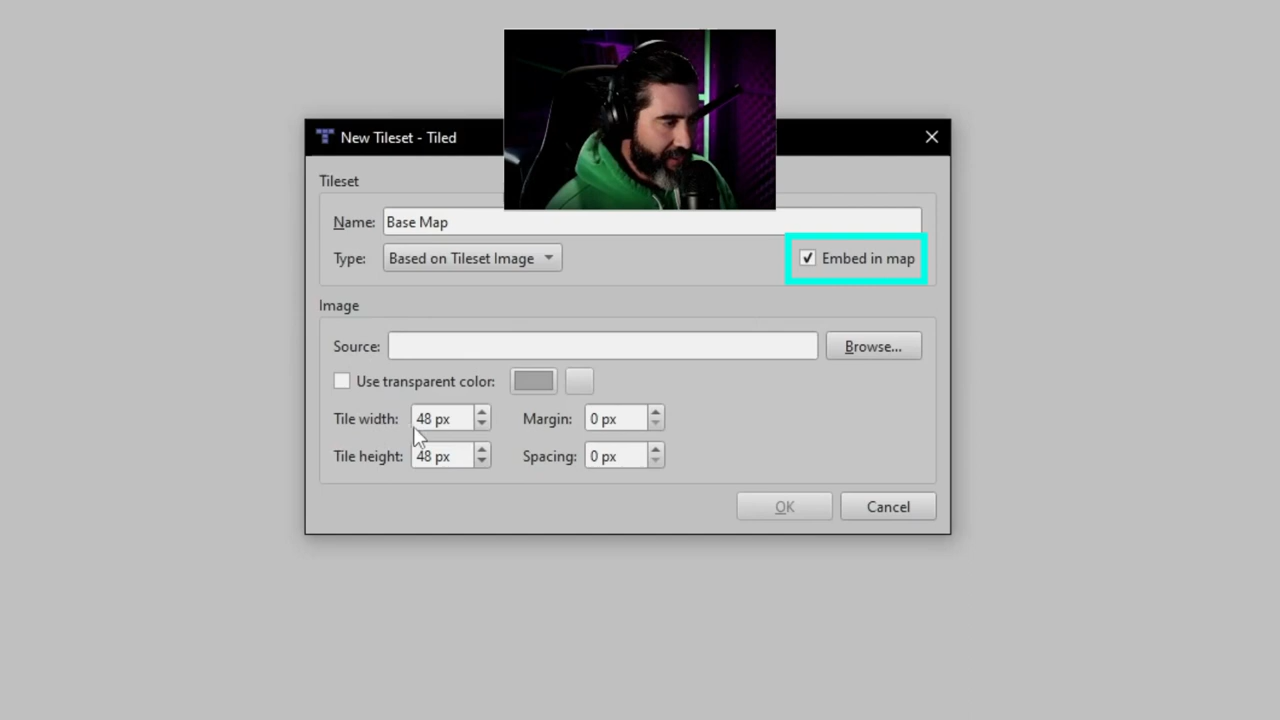 New Tileset - Tiled
Tileset
Name: Base Map
Type: Based on Tileset Image
Embed in map
Image
Source: Browse...
Use transparent color:
Tile width: 48 px Margin: 0 px
Tile height: 48 px Spacing: 0 px
OK Cancel